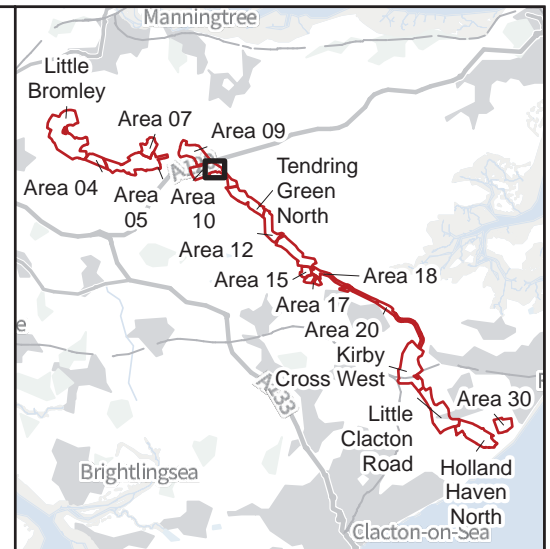 Manningtree
Little
Bromley
Area 07
Area 09
A120
Tendring
Green
North
Area 04
Area
05
Area
10
Area 12
Area 15
Area 18
Area 17
Area 20
Kirby
Cross West
A133
Area 30
Little
Clacton
Road
Holland
Haven
North
Brightlingsea
Clacton-on-Sea